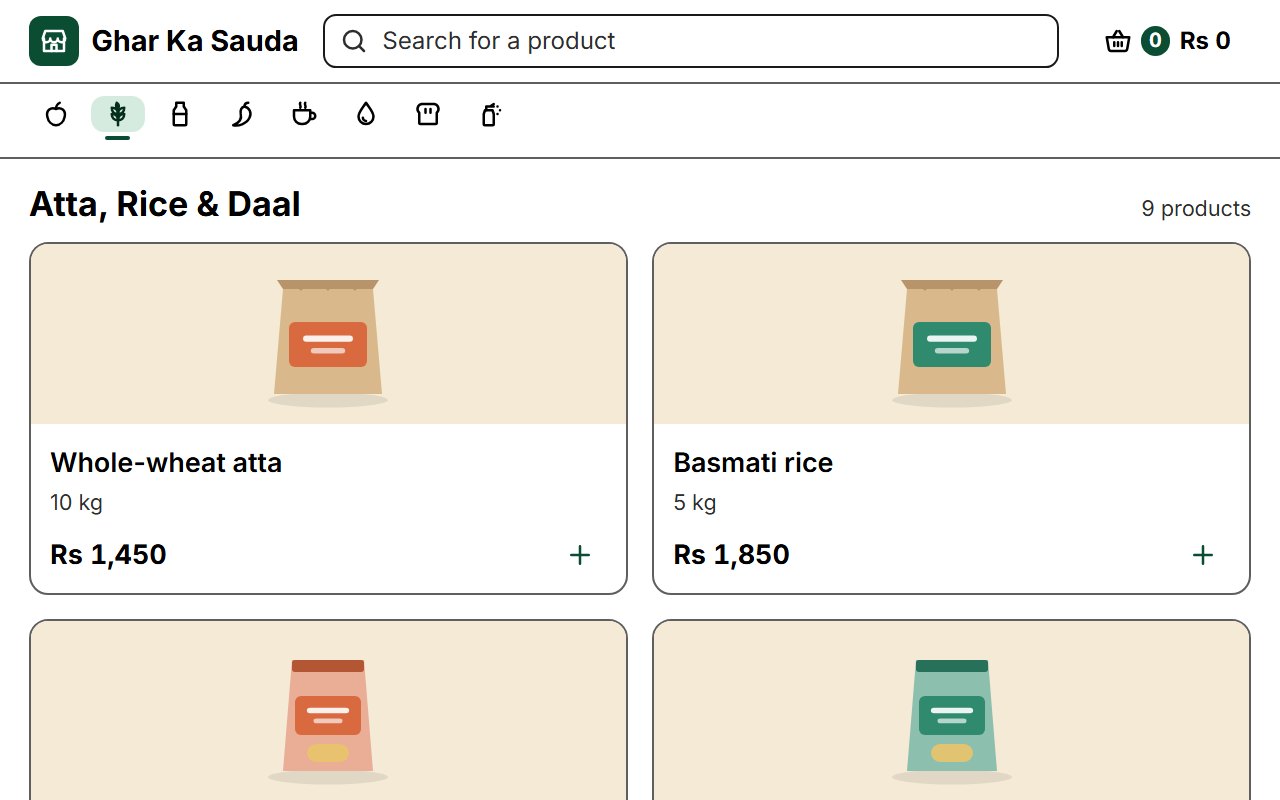 Ghar Ka Sauda
Search for a product
0 Rs 0
Atta, Rice & Daal
9 products
Whole-wheat atta
10 kg
Rs 1,450
Basmati rice
5 kg
Rs 1,850